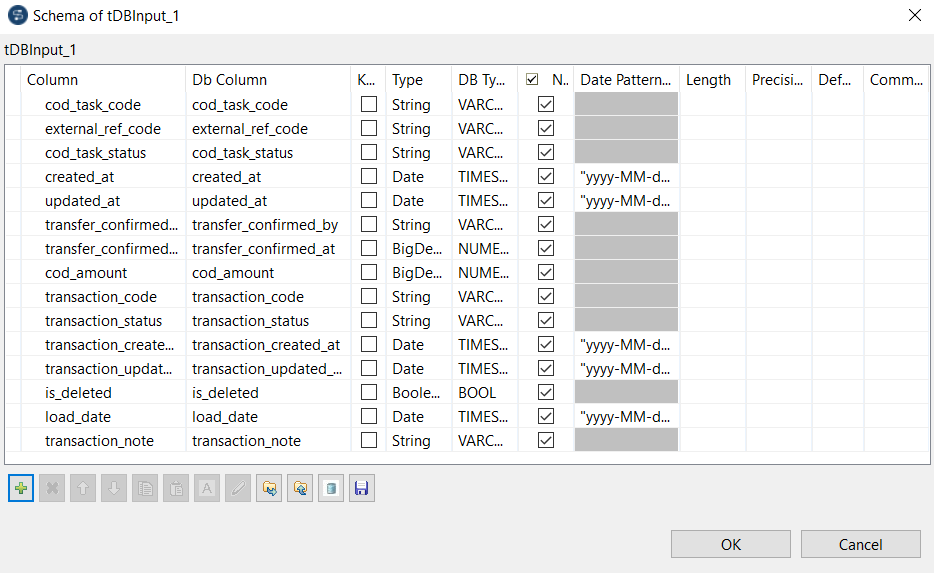 Schema of tDBInput_1
tDBInput_1
Column Db Column K... Type DB Ty... N.. Date Pattern... Length Precisi... Def... Comm...
cod_task_code cod_task_code String VARC...
external_ref_code external_ref_code String VARC...
cod_task_status cod_task_status String VARC...
created_at created_at Date TIMES... "yyyy-MM-d...
updated_at updated_at Date TIMES... "yyyy-MM-d...
transfer_confirmed... transfer_confirmed_by String VARC...
transfer_confirmed... transfer_confirmed_at BigDe... NUME...
cod_amount cod_amount BigDe... NUME...
transaction_code transaction_code String VARC...
transaction_status transaction_status String VARC...
transaction_create... transaction_created_at Date TIMES... "yyyy-MM-d...
transaction_updat... transaction_updated_... Date TIMES... "yyyy-MM-d...
is_deleted is_deleted Boole... BOOL
load_date load_date Date TIMES... "yyyy-MM-d...
transaction_note transaction_note String VARC...
A
OK Cancel